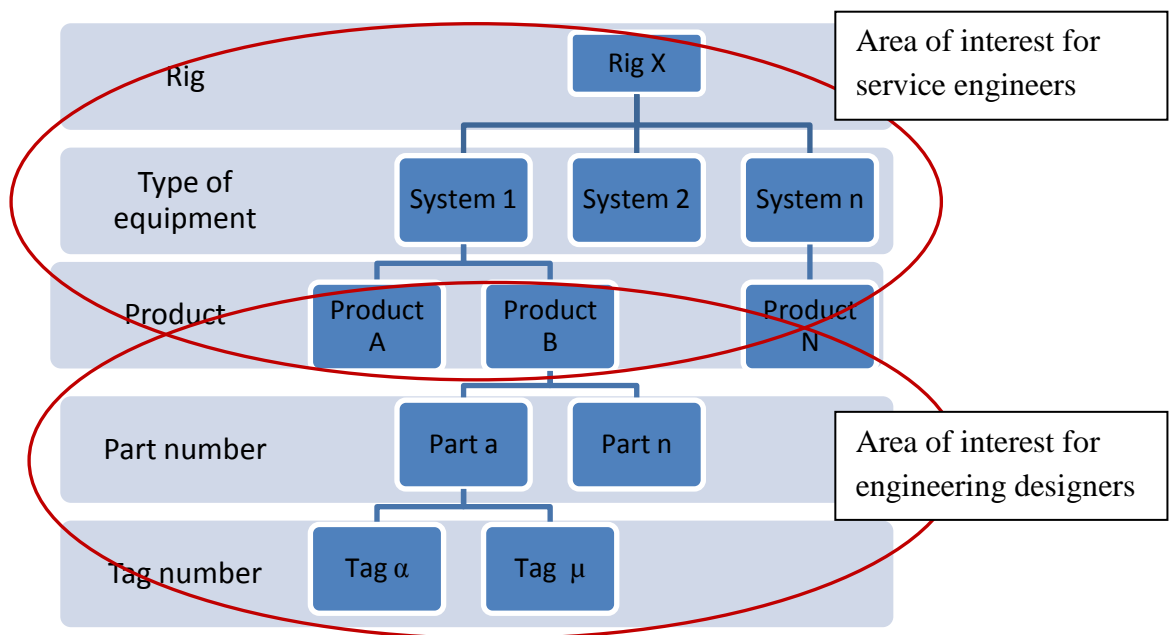 Area of interest for
service engineers
Rig
Rig X
Type of
equipment
System 1
System 2
System n
Product
Product
A
Product
B
Product
N
Part number
Part a
Part n
Area of interest for
engineering designers
Tag number
Tag α
Tag μ